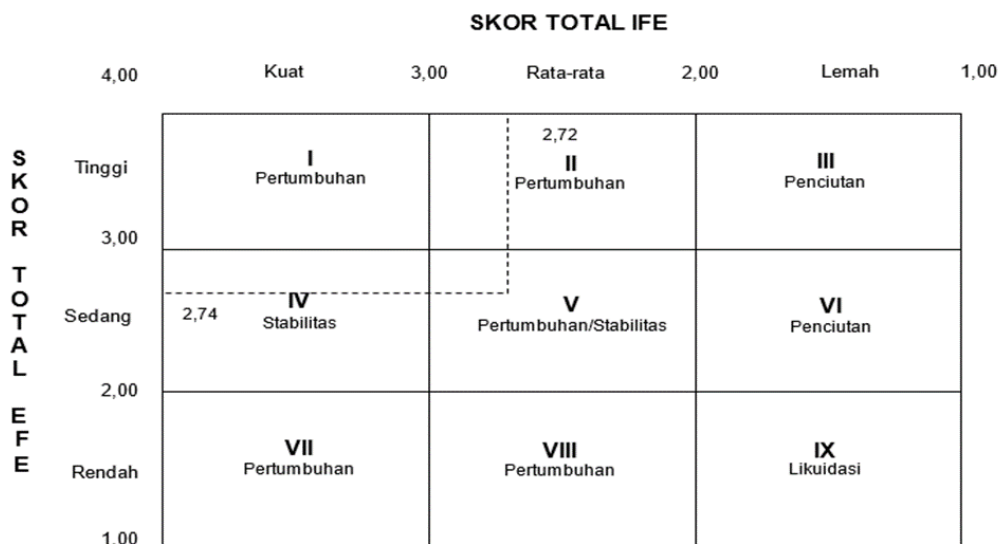 SKOR TOTAL IFE
4,00 Kuat 3,00 Rata-rata 2,00 Lemah 1,00
SKOR TOTAL EFE
Tinggi
I
Pertumbuhan
2,72
II
Pertumbuhan
III
Penciutan
3,00
Sedang
2,74
IV
Stabilitas
V
Pertumbuhan/Stabilitas
VI
Penciutan
2,00
Rendah
VII
Pertumbuhan
VIII
Pertumbuhan
IX
Likuidasi
1,00